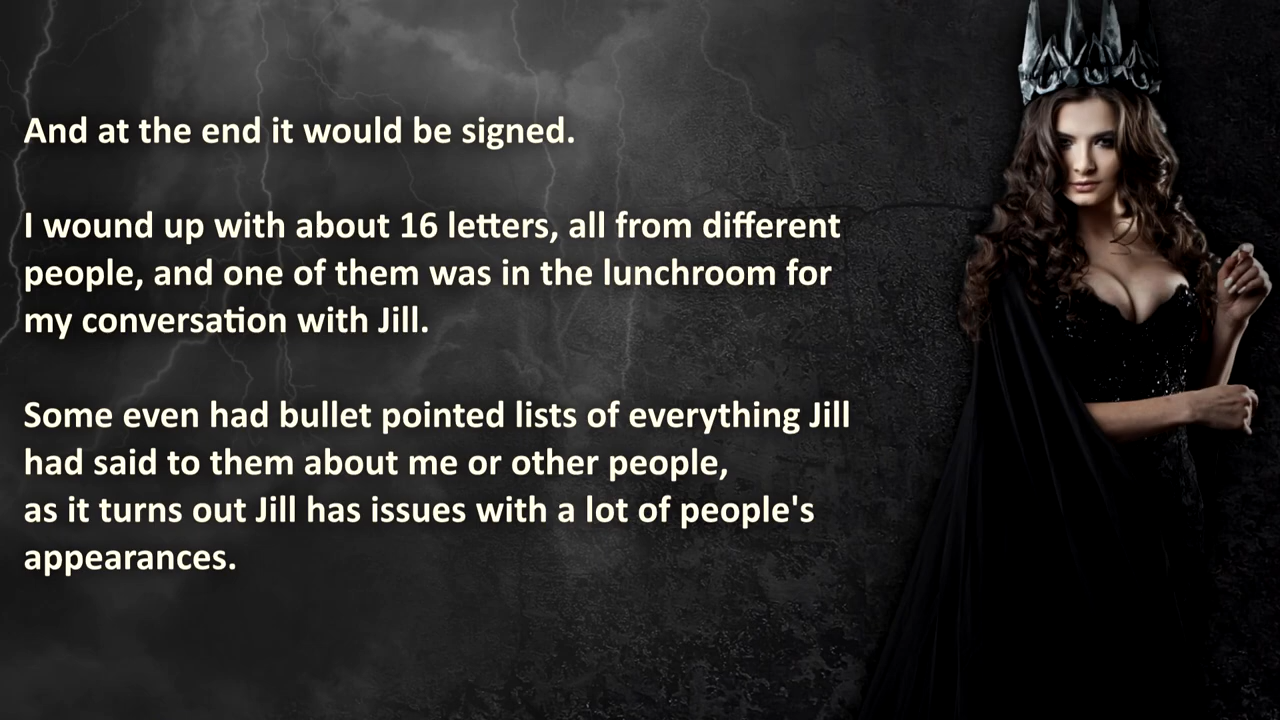 And at the end it would be signed.
I wound up with about 16 letters, all from different
people, and one of them was in the lunchroom for
my conversation with Jill.
Some even had bullet pointed lists of everything Jill
had said to them about me or other people,
as it turns out Jill has issues with a lot of people's
appearances.